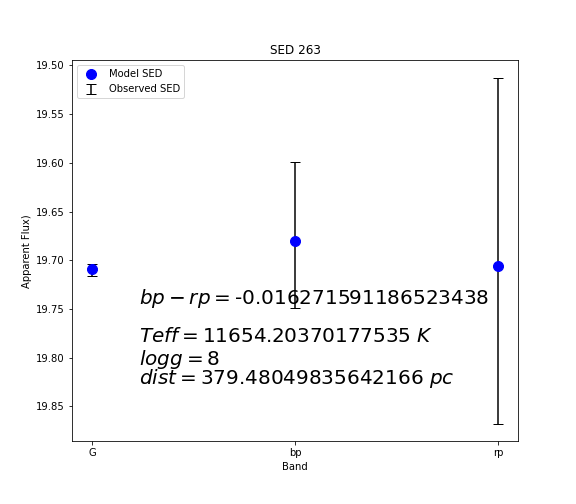 SED 263
Model SED
Observed SED
19.50
19.55
19.60
19.65
19.70
19.75
19.80
19.85
Apparent Flux)
bp − rp = -0.016271591186523438
Teff = 11654.20370177535 K
logg = 8
dist = 379.48049835642166 pc
G
bp
rp
Band